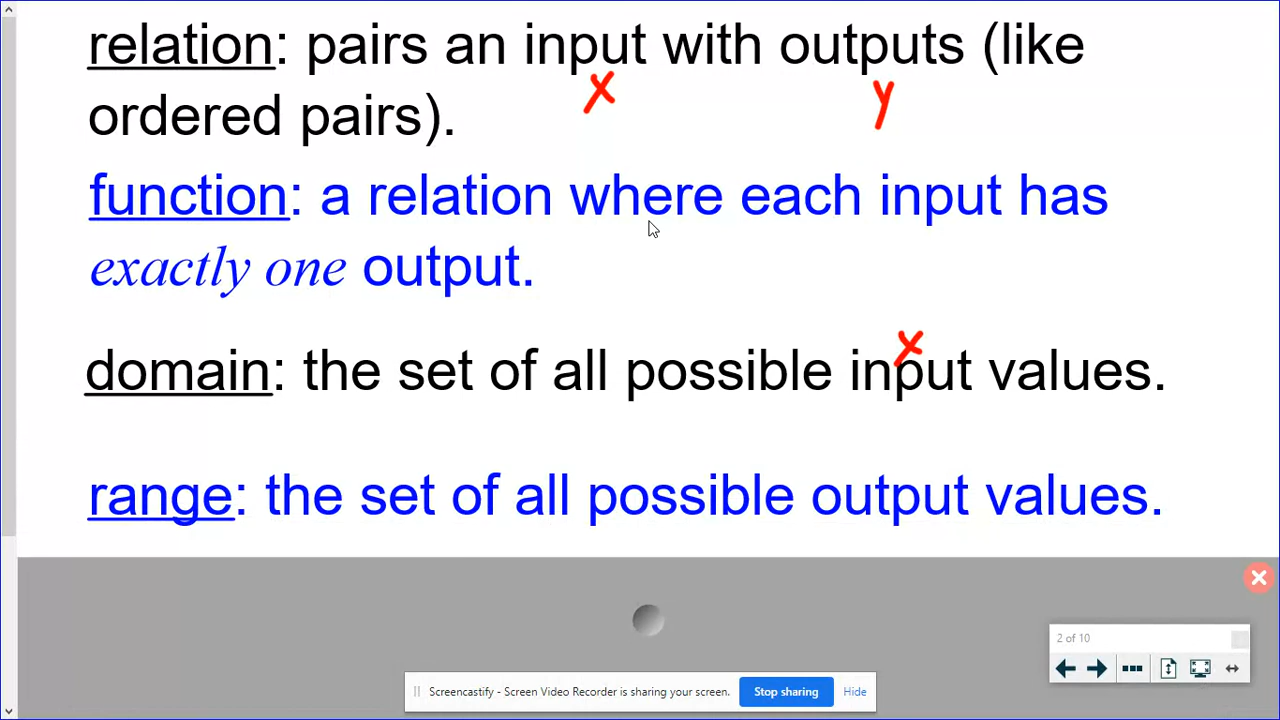 relation: pairs an input with outputs (like
x y
ordered pairs).
function: a relation where each input has
exactly one output.
x
domain: the set of all possible input values.
range: the set of all possible output values.
2 of 10
Screencastify - Screen Video Recorder is sharing your screen. Stop sharing Hide